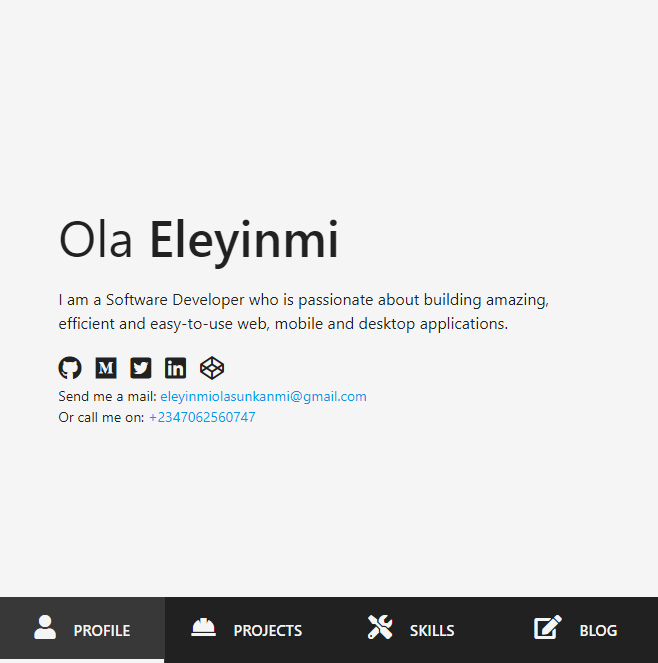 Ola Eleyinmi
I am a Software Developer who is passionate about building amazing,
efficient and easy-to-use web, mobile and desktop applications.
Send me a mail: eleyinmiolasunkanmi@gmail.com
Or call me on: +2347062560747
PROFILE PROJECTS SKILLS BLOG